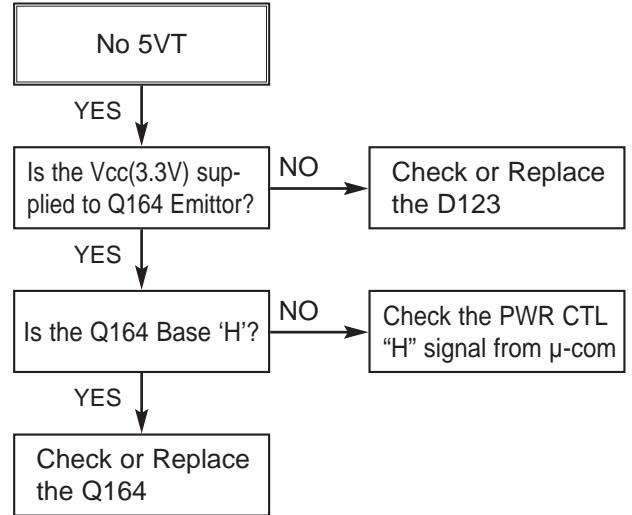 No 5VT
YES
Is the Vcc(3.3V) sup-
plied to Q164 Emittor?
NO
Check or Replace
the D123
YES
Is the Q164 Base ‘H’?
NO
Check the PWR CTL
“H” signal from µ-com
YES
Check or Replace
the Q164